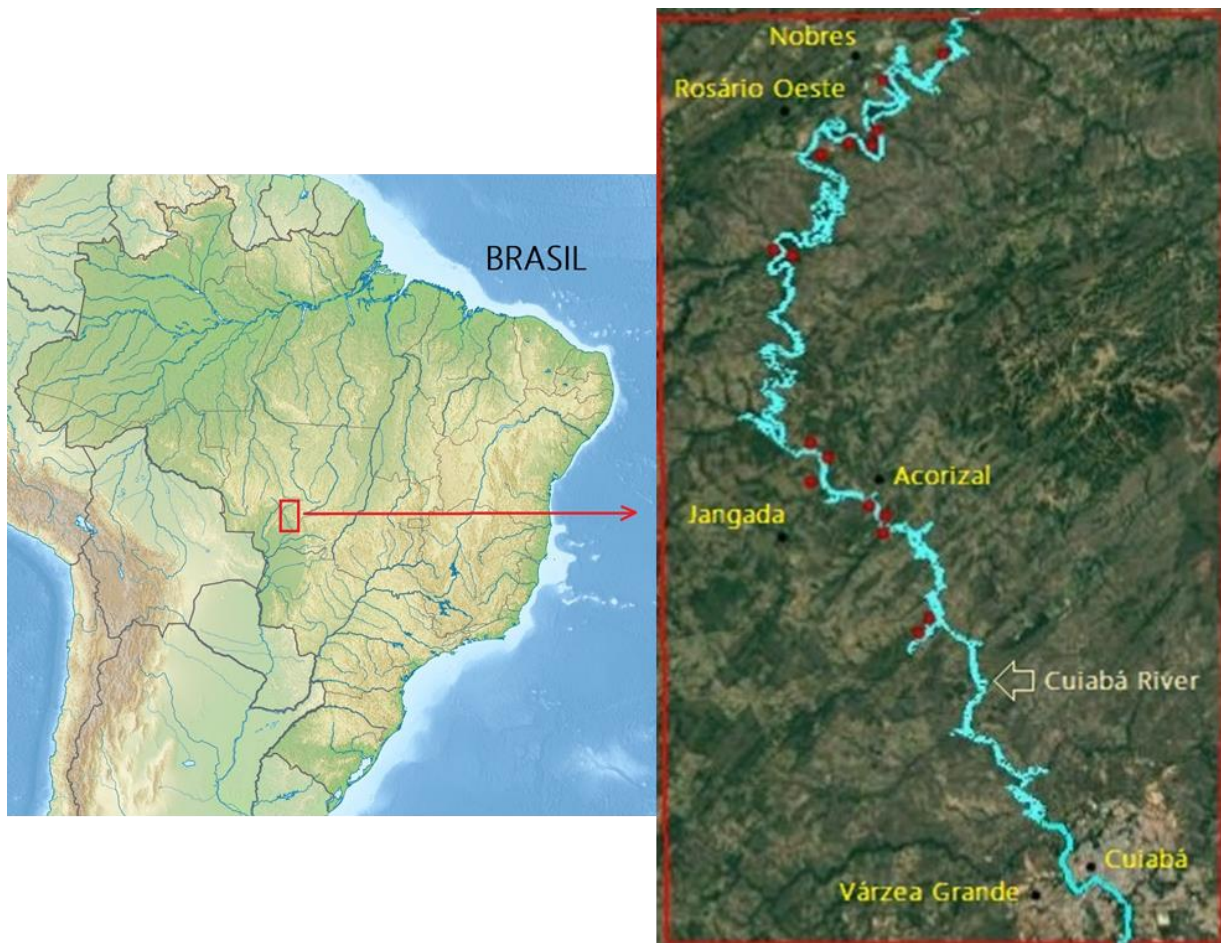 BRASIL
Nobres
Rosário Oeste
Acorizal
Jangada
Cuiabá River
Cuiabá
Várzea Grande